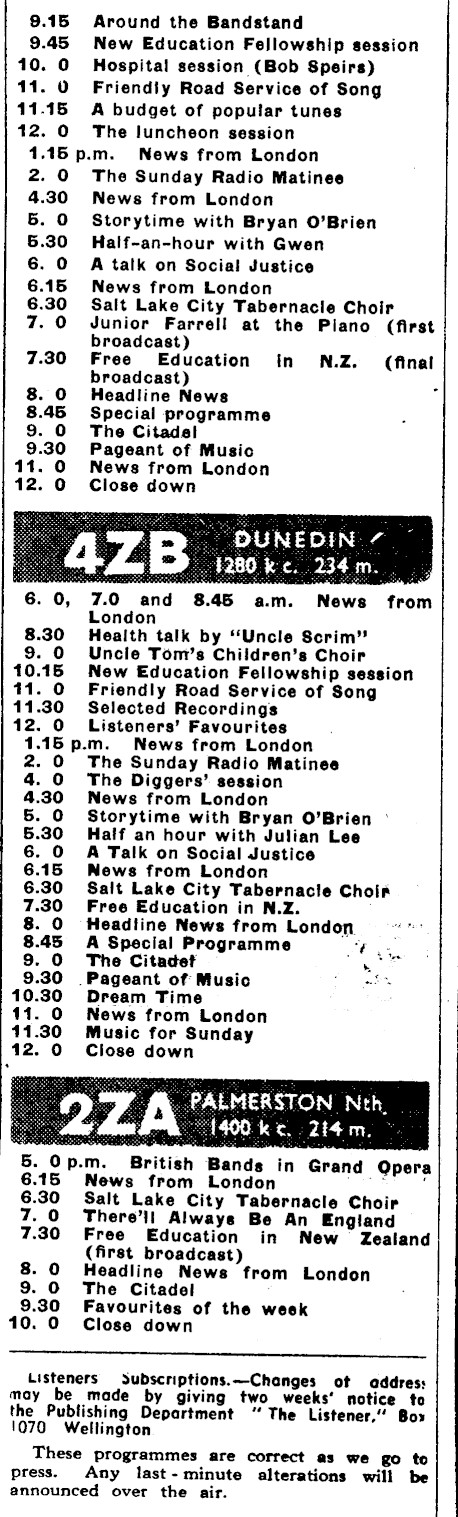 9.15 Around the Bandstand
9.45 New Education Fellowship session
10. 0 Hospital session (Bob Speirs)
11. 0 Friendly Road Service of Song
11.15 A budget of popular tunes
12. 0 The luncheon session
1.15 p.m. News from London
2. 0 The Sunday Radio Matinee
4.30 News from London
5. 0 Storytime with Bryan O'Brien
5.30 Half-an-hour with Gwen
6. 0 A talk on Social Justice
6.15 News from London
6.30 Salt Lake City Tabernacle Choir
7. 0 Junior Farrell at the Piano (first
broadcast)
7.30 Free Education in N.Z. (final
broadcast)
8. 0 Headline News
8.45 Special programme
9. 0 The Citadel
9.30 Pageant of Music
11. 0 News from London
12. 0 Close down
4ZB DUNEDIN
1280 k c. 234 m.
6. 0, 7.0 and 8.45 a.m. News from
London
8.30 Health talk by "Uncle Scrim"
9. 0 Uncle Tom's Children's Choir
10.15 New Education Fellowship session
11. 0 Friendly Road Service of Song
11.30 Selected Recordings
12. 0 Listeners' Favourites
1.15 p.m. News from London
2. 0 The Sunday Radio Matinee
4. 0 The Diggers' session
4.30 News from London
5. 0 Storytime with Bryan O'Brien
5.30 Half an hour with Julian Lee
6. 0 A Talk on Social Justice
6.15 News from London
6.30 Salt Lake City Tabernacle Choir
7.30 Free Education in N.Z.
8. 0 Headline News from London
8.45 A Special Programme
9. 0 The Citadel
9.30 Pageant of Music
10.30 Dream Time
11. 0 News from London
11.30 Music for Sunday
12. 0 Close down
2ZA PALMERSTON Nth.
1400 k c. 214 m.
5. 0 p.m. British Bands in Grand Opera
6.15 News from London
6.30 Salt Lake City Tabernacle Choir
7. 0 There'll Always Be An England
7.30 Free Education in New Zealand
(first broadcast)
8. 0 Headline News from London
9. 0 The Citadel
9.30 Favourites of the week
10. 0 Close down
Listeners Subscriptions.—Changes of address
may be made by giving two weeks' notice to
the Publishing Department "The Listener," Box
1070 Wellington
These programmes are correct as we go to
press. Any last-minute alterations will be
announced over the air.